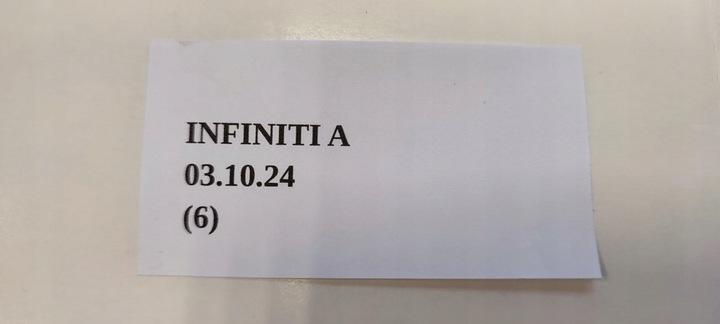 INFINITI A
03.10.24
(6)